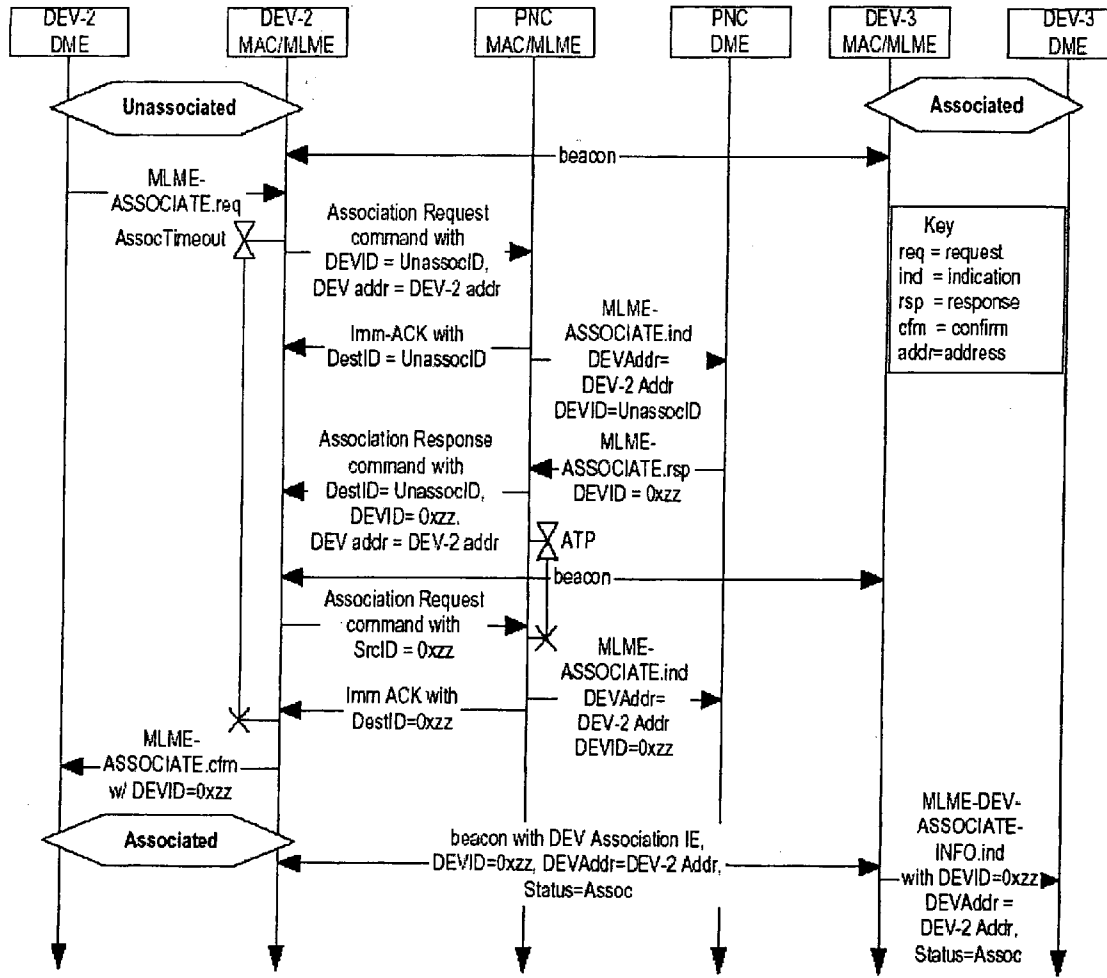 DEV-2
DME
DEV-2
MAC/MLME
PNC
MAC/MLME
PNC
DME
DEV-3
MAC/MLME
DEV-3
DME
Unassociated
Associated
beacon
MLME-
ASSOCIATE.req
AssocTimeout
Association Request
command with
DEVID = UnassocID,
DEV addr = DEV-2 addr
Key
req = request
ind = indication
rsp = response
cfm = confirm
addr=address
Imm-ACK with
DestID = UnassocID
MLME-
ASSOCIATE.ind
DEVAddr=
DEV-2 Addr
DEVID=UnassocID
MLME-
ASSOCIATE.rsp
DEVID = 0xzz
Association Response
command with
DestID= UnassocID,
DEVID= 0xzz.
DEV addr = DEV-2 addr
ATP
beacon
Association Request
command with
SrcID = 0xzz
MLME-
ASSOCIATE.ind
DEVAddr=
DEV-2 Addr
DEVID=0xzz
Imm ACK with
DestID=0xzz
MLME-
ASSOCIATE.cfm
w/ DEVID=0xzz
Associated
beacon with DEV Association IE,
DEVID=0xzz, DEVAddr=DEV-2 Addr,
Status=Assoc
MLME-DEV-
ASSOCIATE-
INFO.ind
with DEVID=0xzz
DEVAddr =
DEV-2 Addr,
Status=Assoc